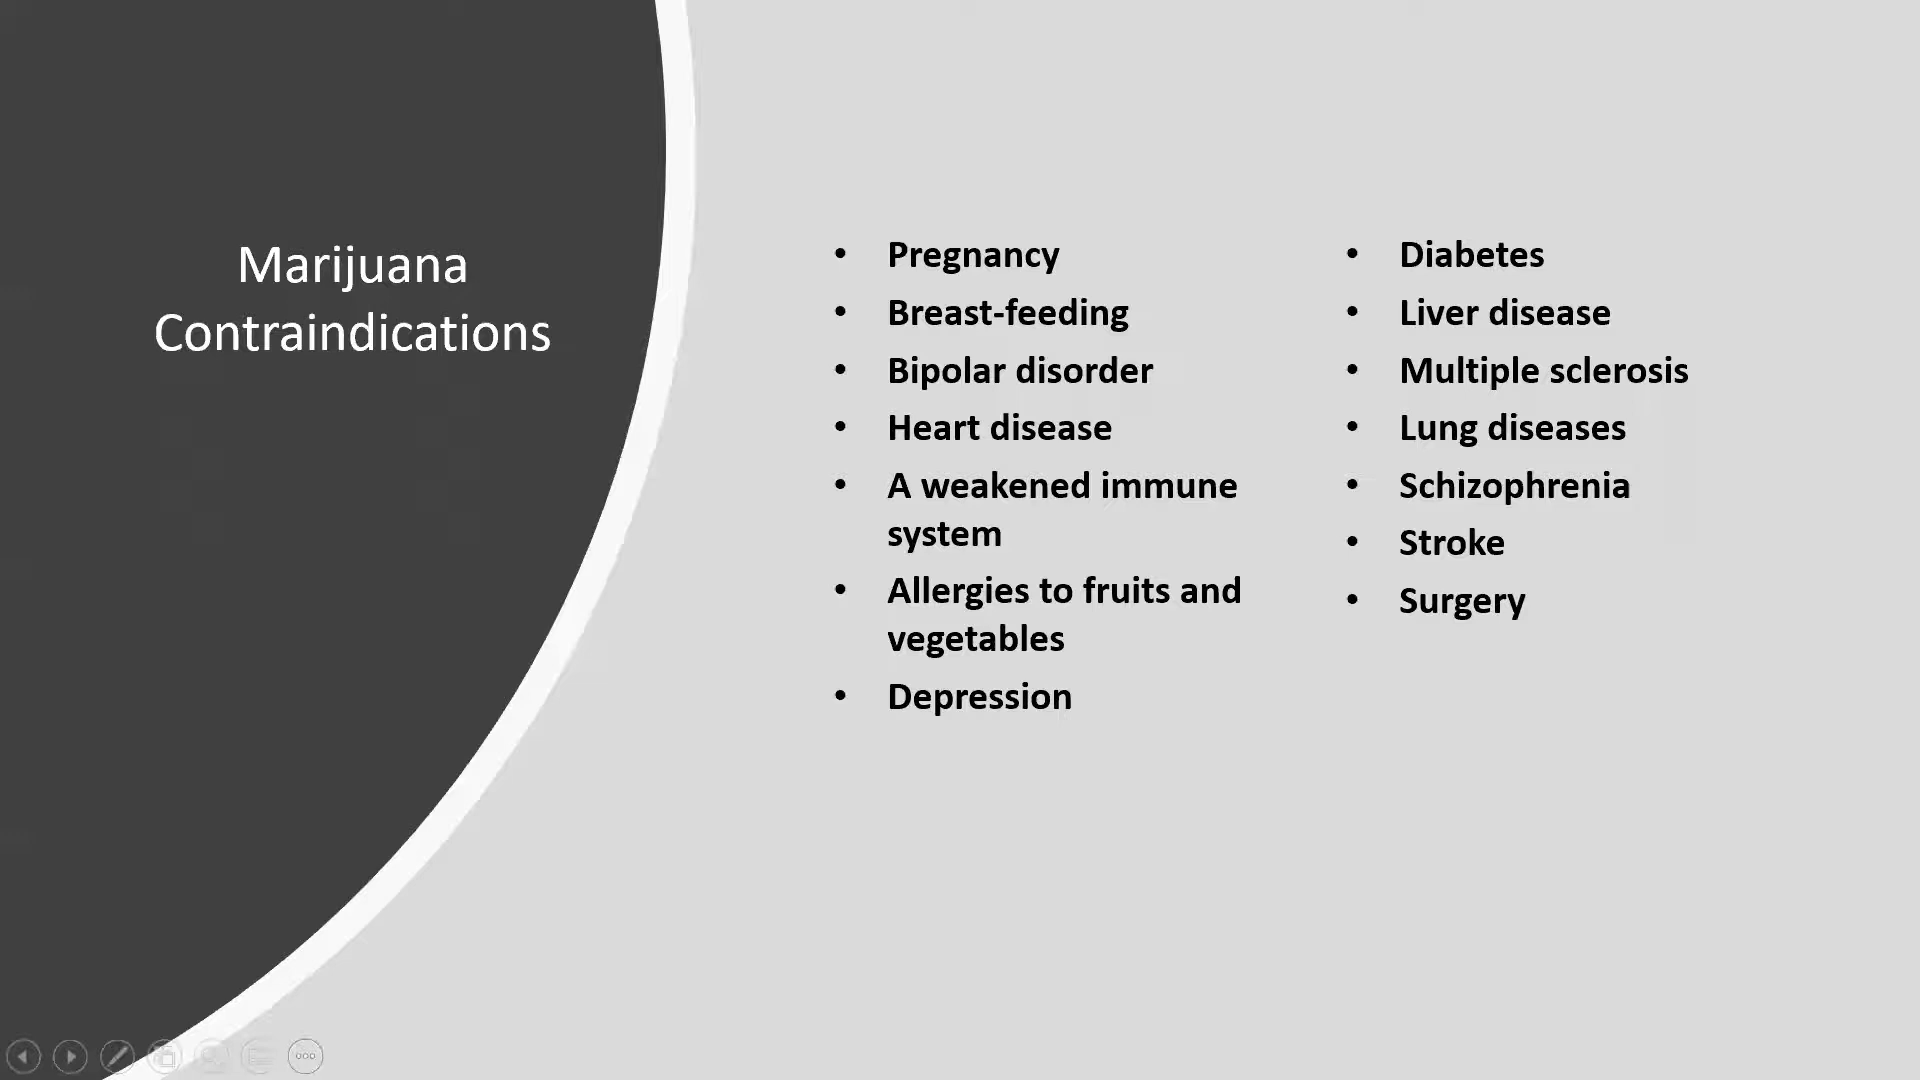 Marijuana
Contraindications
• Pregnancy
• Breast-feeding
• Bipolar disorder
• Heart disease
• A weakened immune
system
• Allergies to fruits and
vegetables
• Depression
• Diabetes
• Liver disease
• Multiple sclerosis
• Lung diseases
• Schizophrenia
• Stroke
• Surgery